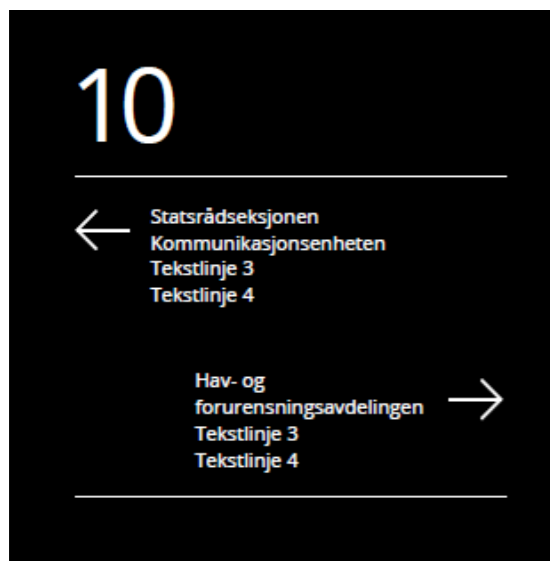 10
Statsrådseksjonen
Kommunikasjonsenheten
Tekstlinje 3
Tekstlinje 4
Hav- og
forurensningsavdelingen
Tekstlinje 3
Tekstlinje 4